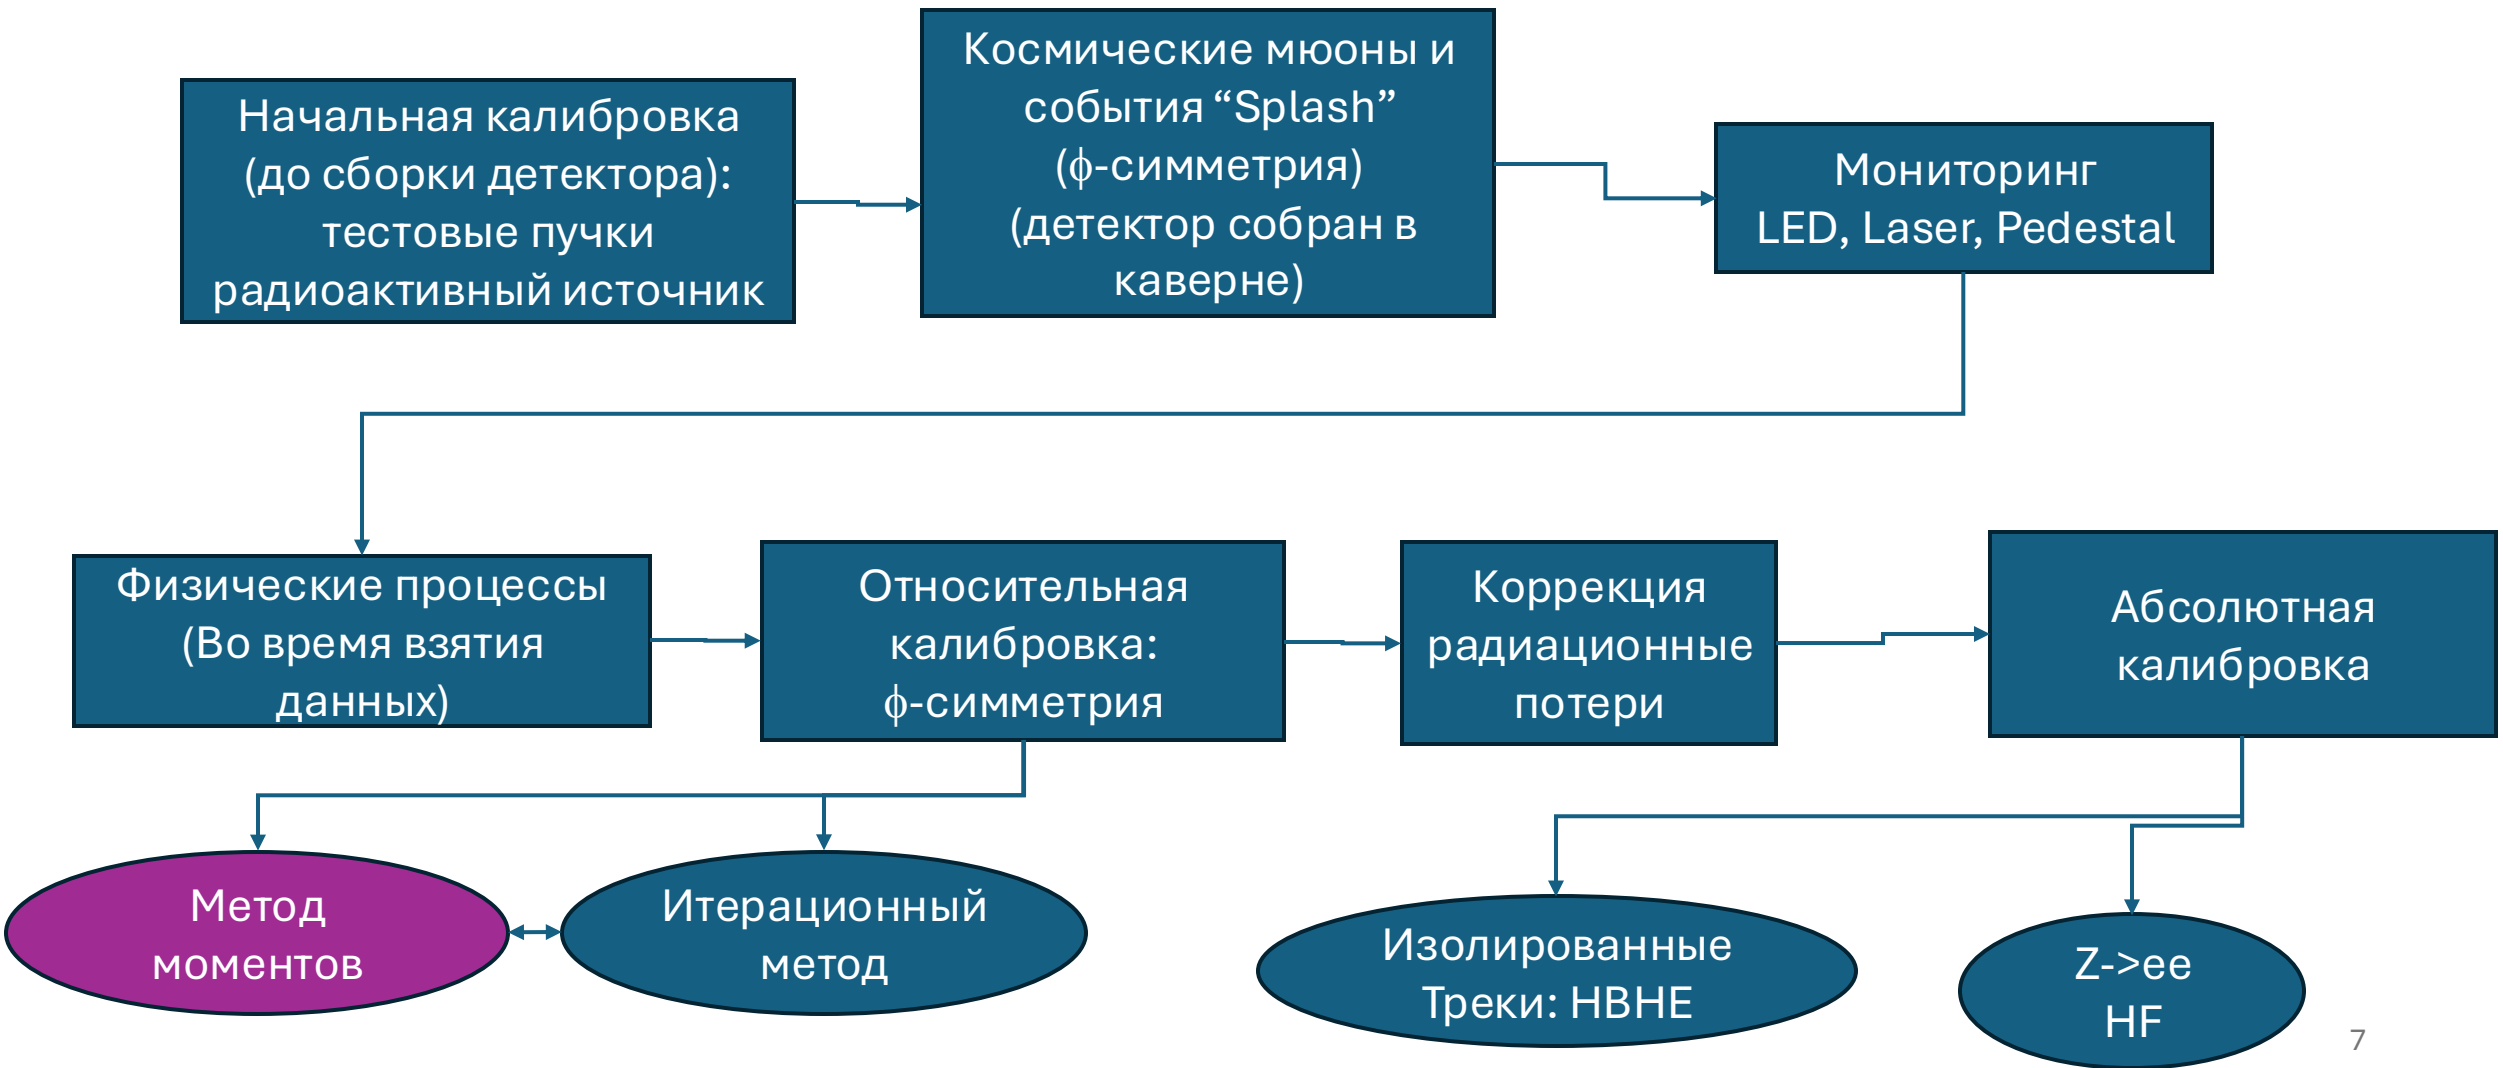 Начальная калибровка
(до сборки детектора):
тестовые пучки
радиоактивный источник
Космические мюоны и
события “Splash”
(ϕ-симметрия)
(детектор собран в
каверне)
Мониторинг
LED, Laser, Pedestal
Физические процессы
(Во время взятия
данных)
Относительная
калибровка:
ϕ-симметрия
Коррекция
радиационные
потери
Абсолютная
калибровка
Метод
моментов
Итерационный
метод
Изолированные
Треки: HBHE
Z->ee
HF
7